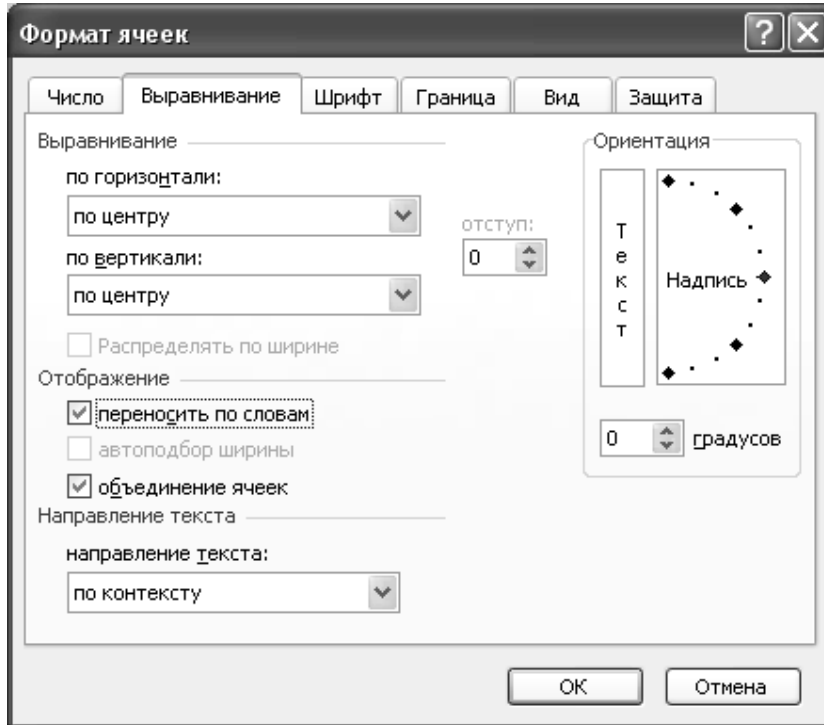 Формат ячеек
Число Выравнивание Шрифт Граница Вид Защита
Выравнивание
по горизонтали:
по центру
отступ:
0
по вертикали:
по центру
Распределять по ширине
Отображение
переносить по словам
автоподбор ширины
объединение ячеек
Направление текста
направление текста:
по контексту
Ориентация
Текст
Надпись
0 градусов
ОК Отмена